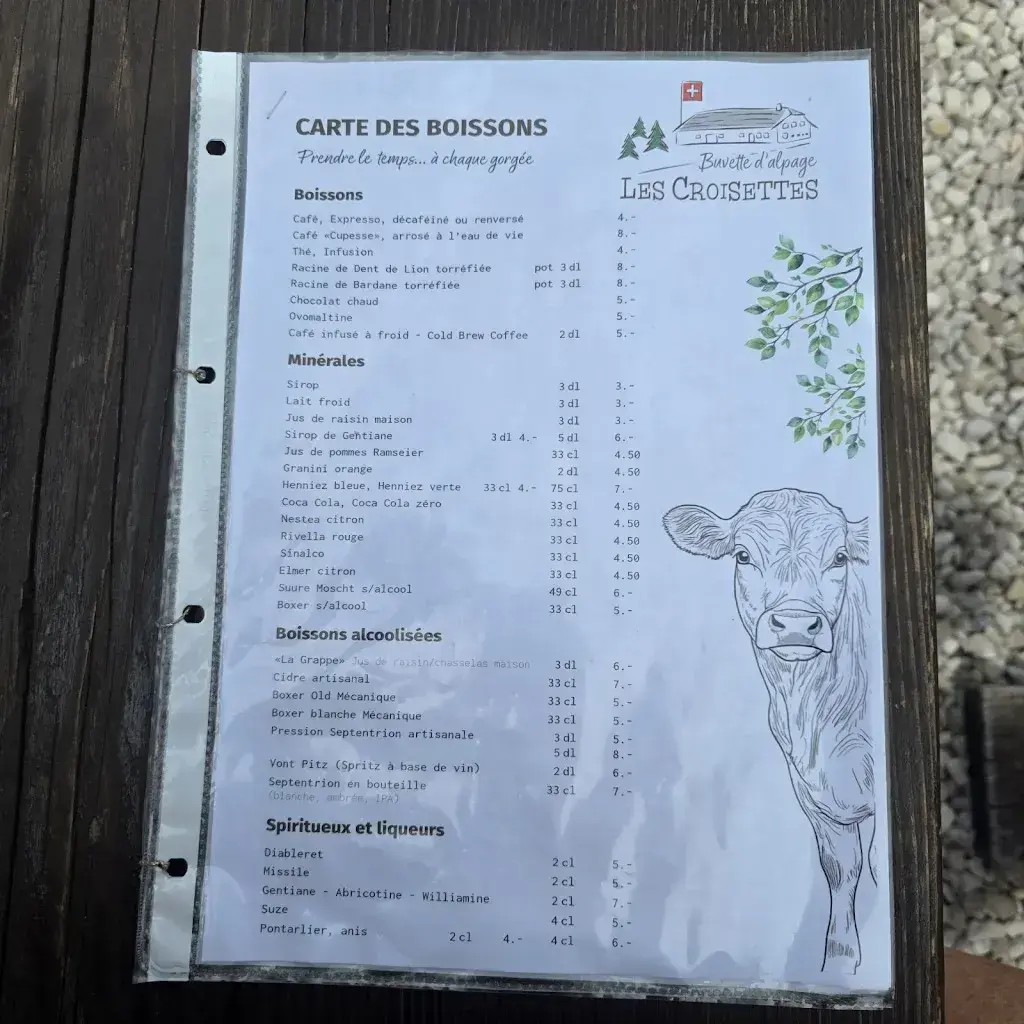 CARTE DES BOISSONS
Prendre le temps... à chaque gorgée
Buvette d'alpage
LES CROISETTES
Boissons
Café, Expresso, décaféiné ou renversé 4.-
Café «Cupesse», arrosé à l'eau de vie 8.-
Thé, Infusion 4.-
Racine de Dent de Lion torréfiée pot 3 dl 8.-
Racine de Bardane torréfiée pot 3 dl 8.-
Chocolat chaud 5.-
Ovomaltine 5.-
Café infusé à froid - Cold Brew Coffee 2 dl 5.-
Minérales
Sirop 3 dl 3.-
Lait froid 3 dl 3.-
Jus de raisin maison 3 dl 3.-
Sirop de Gentiane 3 dl 4.- 5 dl 6.-
Jus de pommes Ramseier 33 cl 4.50
Granini orange 2 dl 4.50
Henniez bleue, Henniez verte 33 cl 4.- 75 cl 7.-
Coca Cola, Coca Cola zéro 33 cl 4.50
Nestea citron 33 cl 4.50
Rivella rouge 33 cl 4.50
Sinalco 33 cl 4.50
Elmer citron 33 cl 4.50
Suure Moscht s/alcool 49 cl 6.-
Boxer s/alcool 33 cl 5.-
Boissons alcoolisées
«La Grappe» Jus de raisin/chasselas maison 3 dl 6.-
Cidre artisanal 33 cl 7.-
Boxer Old Mécanique 33 cl 5.-
Boxer blanche Mécanique 33 cl 5.-
Pression Septentrion artisanale 3 dl 5.-
5 dl 8.-
Vont Pitz (Spritz à base de vin) 2 dl 6.-
Septentrion en bouteille 33 cl 7.-
(blanche, ambrée, IPA)
Spiritueux et liqueurs
Diableret 2 cl 5.-
Missile 2 cl 5.-
Gentiane - Abricotine - Williamine 2 cl 7.-
Suze 4 cl 5.-
Pontarlier, anis 2 cl 4.- 4 cl 6.-